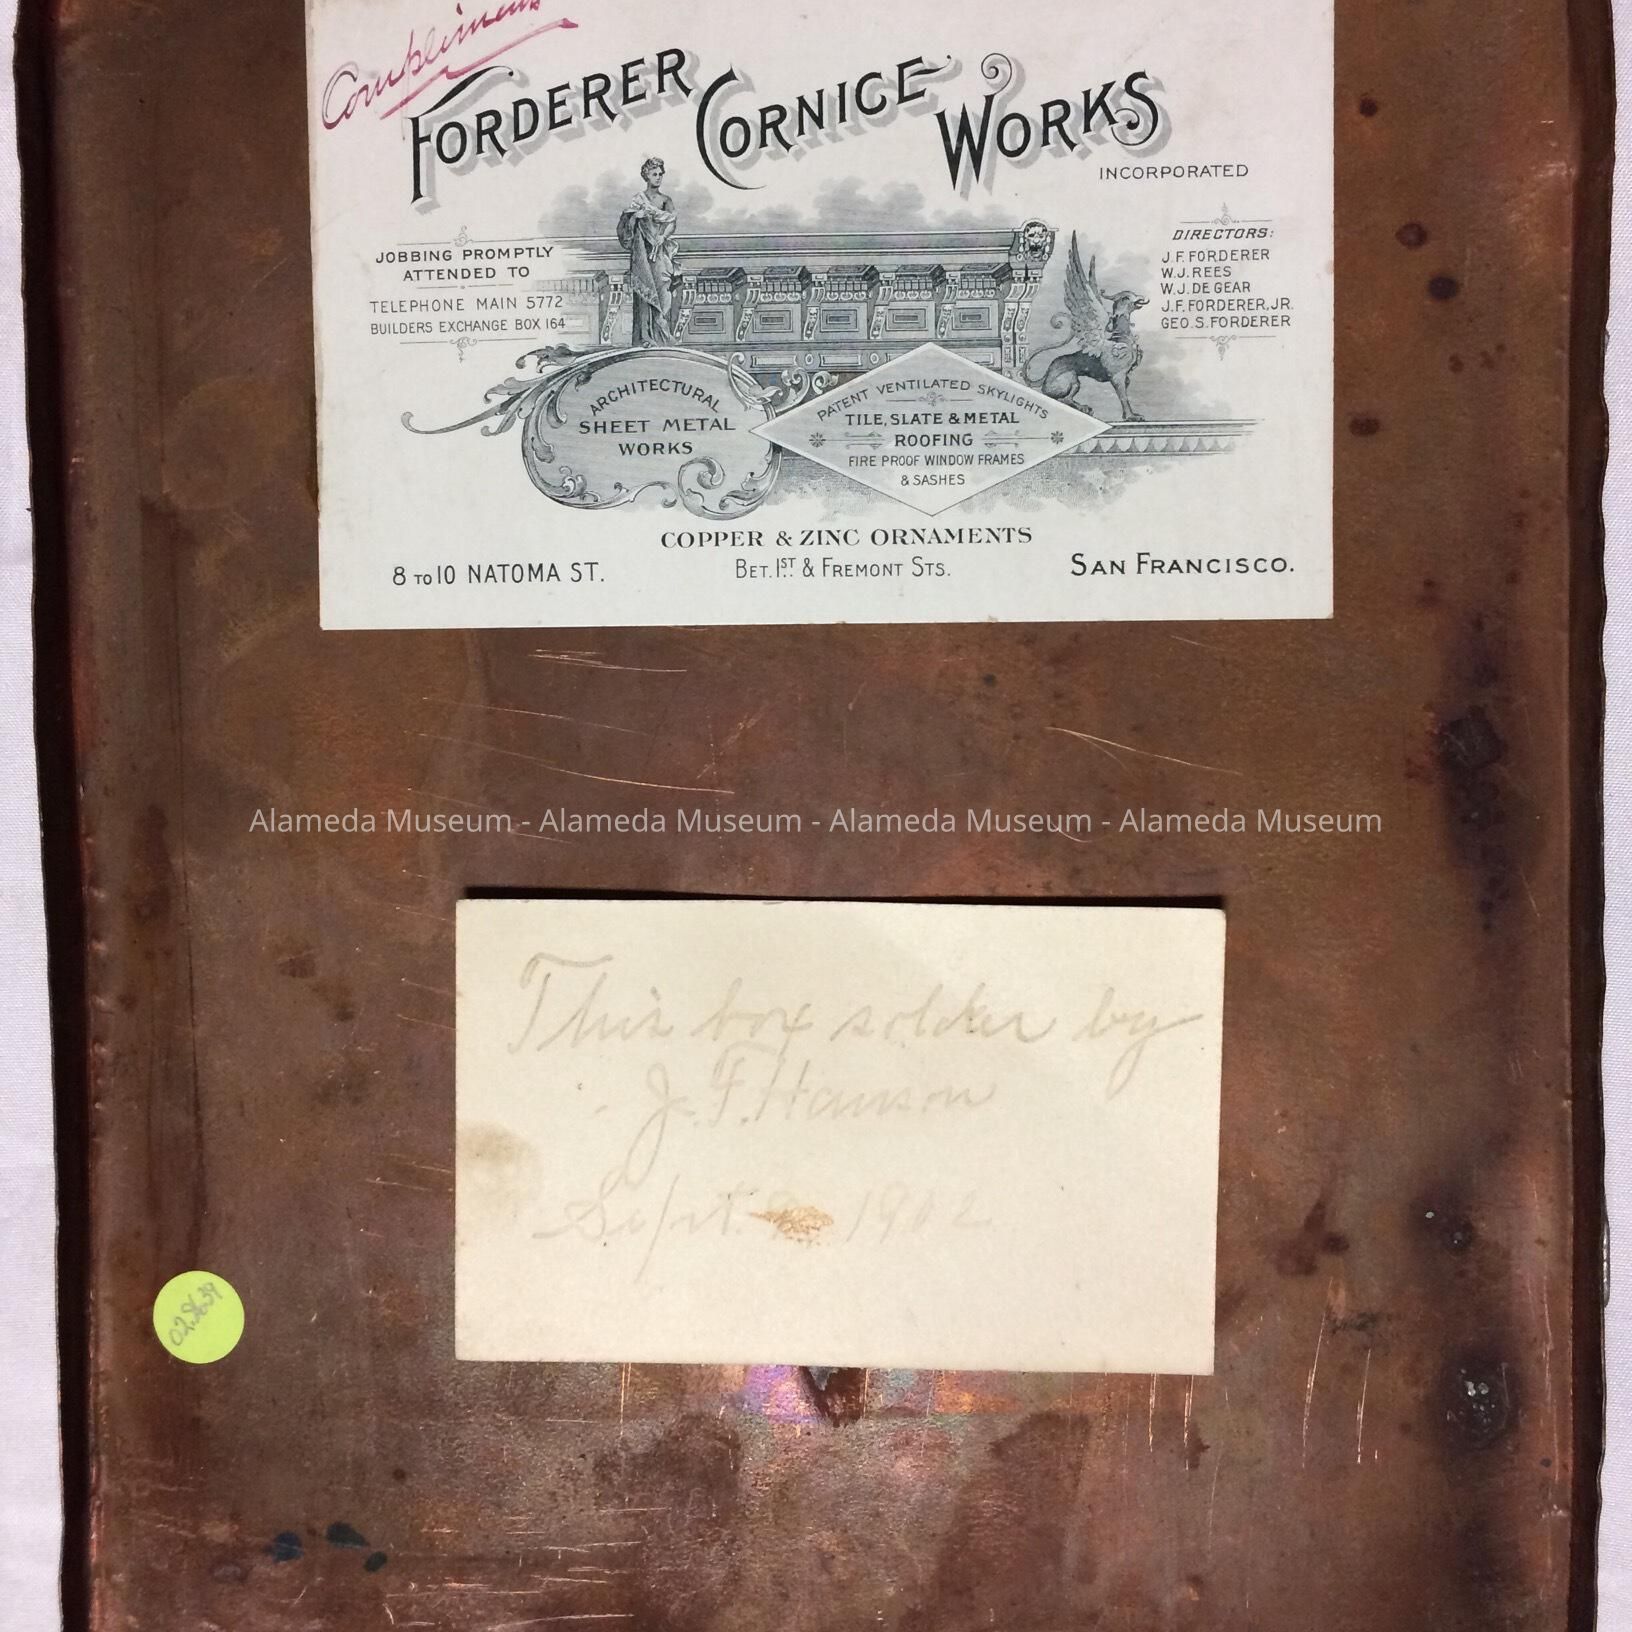 Compliments
FORDERER CORNICE WORKS
INCORPORATED
JOBBING PROMPTLY
ATTENDED TO
TELEPHONE MAIN 5772
BUILDERS EXCHANGE BOX 164
DIRECTORS:
J.F. FORDERER
W.J. REES
W.J. DE GEAR
J.F. FORDERER, JR.
GEO. S. FORDERER
ARCHITECTURAL
SHEET METAL
WORKS
PATENT VENTILATED SKYLIGHTS
TILE, SLATE & METAL
ROOFING
FIRE PROOF WINDOW FRAMES
& SASHES
COPPER & ZINC ORNAMENTS
8 TO 10 NATOMA ST.
BET. 1ST. & FREMONT STS.
SAN FRANCISCO.
Alameda Museum - Alameda Museum - Alameda Museum - Alameda Museum
This box solder by
J. F. Hanson
Sept 1902